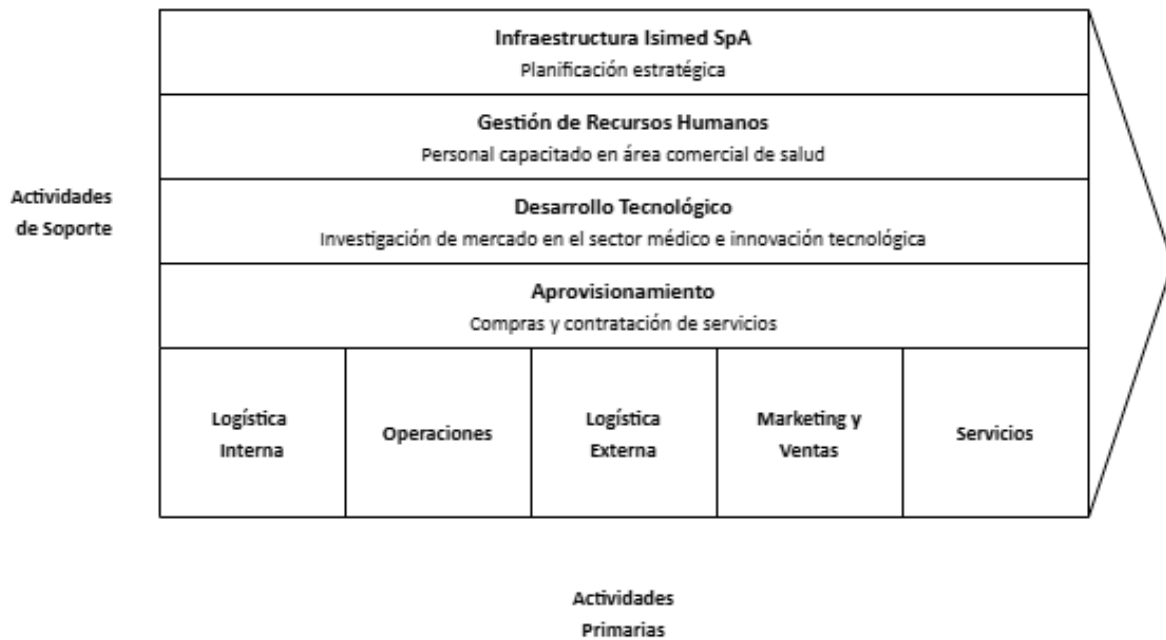 Infraestructura Isimed SpA
Planificación estratégica
Gestión de Recursos Humanos
Personal capacitado en área comercial de salud
Actividades
de Soporte
Desarrollo Tecnológico
Investigación de mercado en el sector médico e innovación tecnológica
Aprovisionamiento
Compras y contratación de servicios
Logística
Interna
Operaciones
Logística
Externa
Marketing y
Ventas
Servicios
Actividades
Primarias